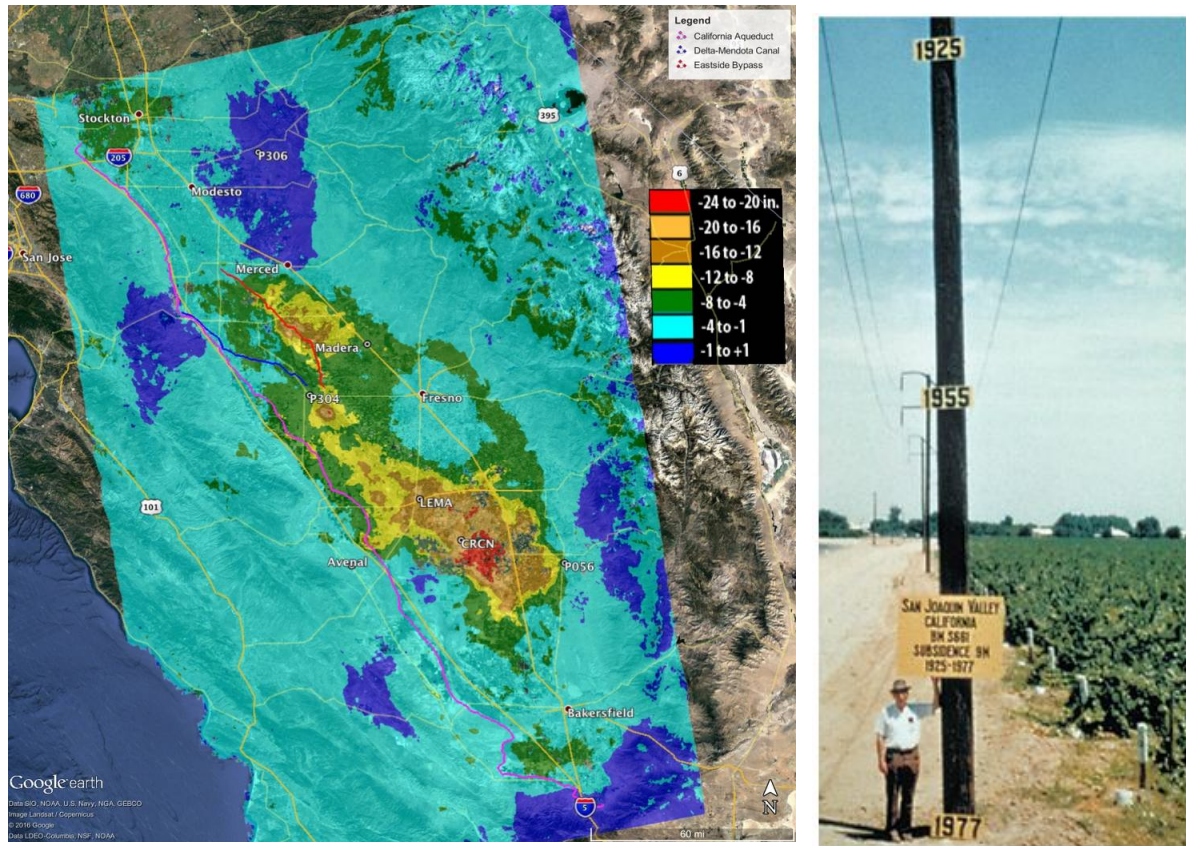 Legend
California Aqueduct
Delta-Mendota Canal
Eastside Bypass
395
Stockton
205
P306
6
680
Modesto
-24 to -20 in.
-20 to -16
-16 to -12
-12 to -8
-8 to -4
-4 to -1
-1 to +1
San Jose
Merced
Madera
P304
Fresno
101
LEMA
CRCN
Avenal
P056
Bakersfield
5
Google earth
Data SIO, NOAA, U.S. Navy, NGA, GEBCO
Image Landsat / Copernicus
© 2016 Google
Data LDEO-Columbia, NSF, NOAA
N
60 mi
1925
1955
SAN JOAQUIN VALLEY
CALIFORNIA
BM S661
SUBSIDENCE 9M
1925-1977
1977